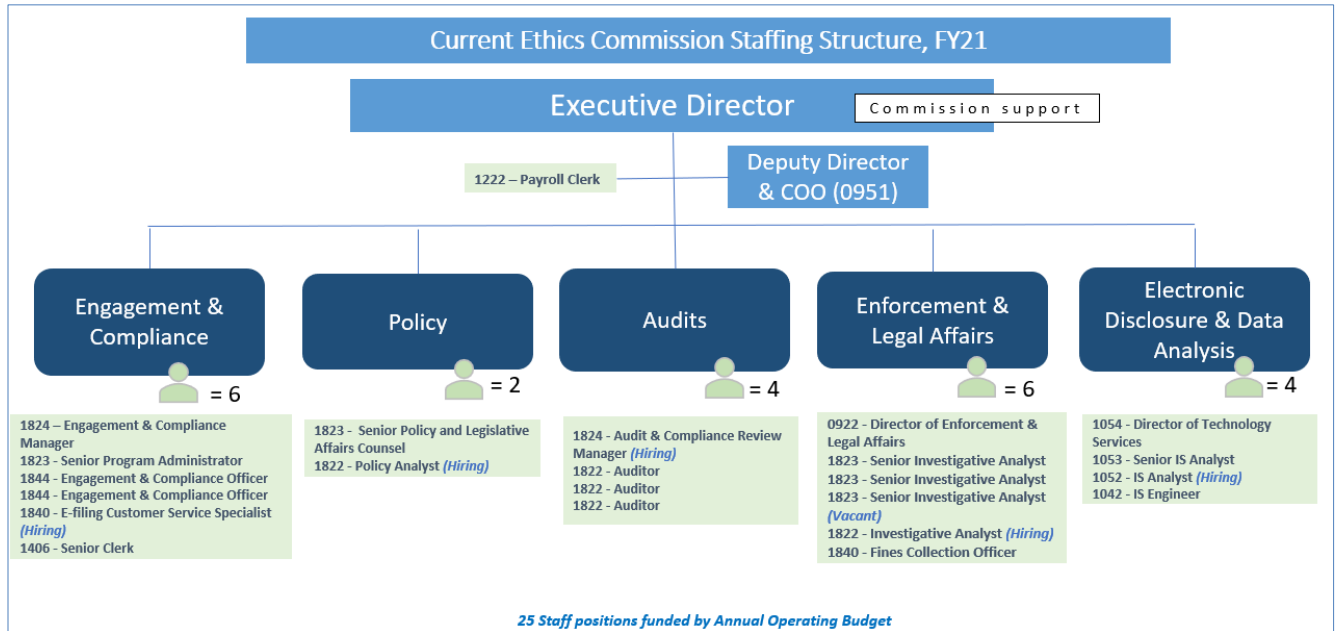 Current Ethics Commission Staffing Structure, FY21
Executive Director
Commission support
1222 – Payroll Clerk
Deputy Director
& COO (0951)
Engagement &
Compliance
= 6
1824 – Engagement & Compliance
Manager
1823 - Senior Program Administrator
1844 - Engagement & Compliance Officer
1844 - Engagement & Compliance Officer
1840 - E-filing Customer Service Specialist
(Hiring)
1406 - Senior Clerk
Policy
= 2
1823 - Senior Policy and Legislative
Affairs Counsel
1822 - Policy Analyst (Hiring)
Audits
= 4
1824 - Audit & Compliance Review
Manager (Hiring)
1822 - Auditor
1822 - Auditor
1822 - Auditor
Enforcement &
Legal Affairs
= 6
0922 - Director of Enforcement &
Legal Affairs
1823 - Senior Investigative Analyst
1823 - Senior Investigative Analyst
1823 - Senior Investigative Analyst
(Vacant)
1822 - Investigative Analyst (Hiring)
1840 - Fines Collection Officer
Electronic
Disclosure & Data
Analysis
= 4
1054 - Director of Technology
Services
1053 - Senior IS Analyst
1052 - IS Analyst (Hiring)
1042 - IS Engineer
25 Staff positions funded by Annual Operating Budget